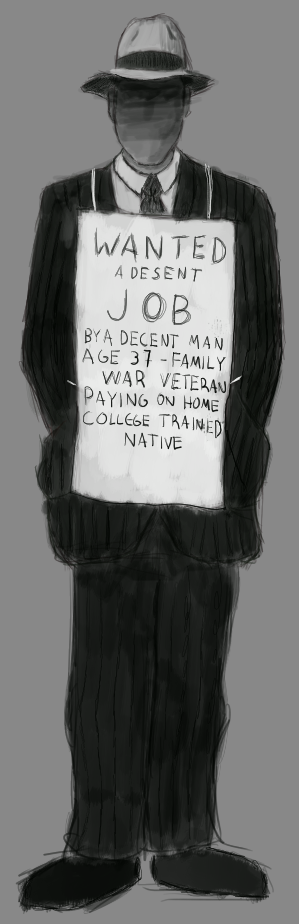 WANTED
A DESENT
JOB
BY A DECENT MAN
AGE 37 - FAMILY
WAR VETERAN
PAYING ON HOME
COLLEGE TRAINED
NATIVE